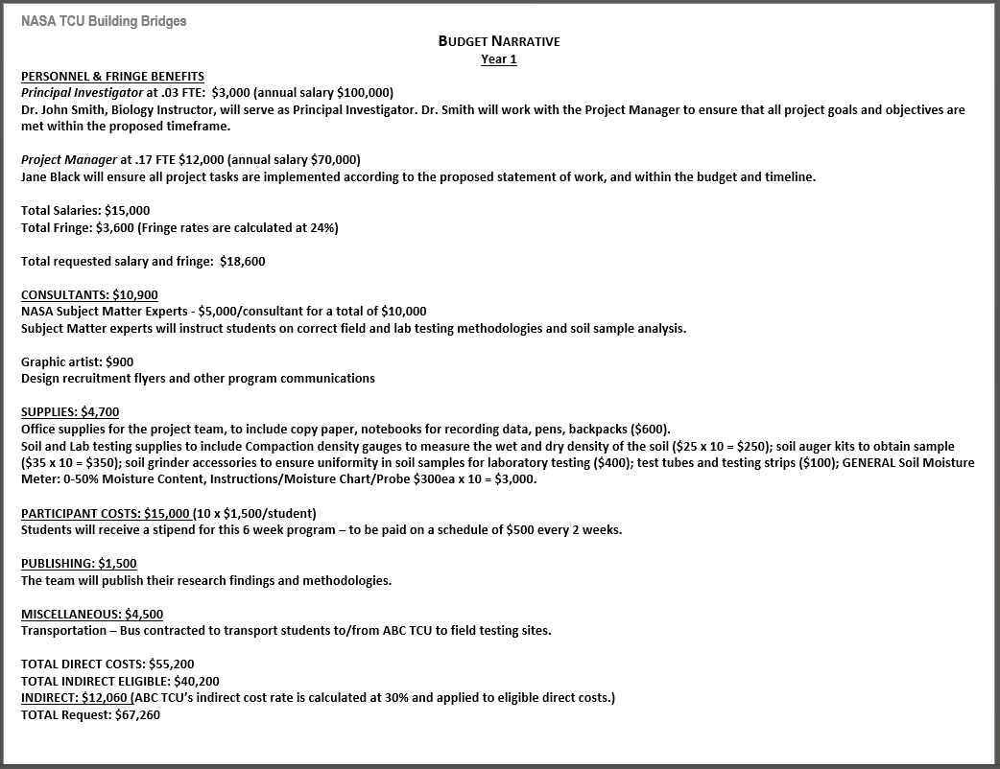 NASA TCU Building Bridges
BUDGET NARRATIVE
Year 1
PERSONNEL & FRINGE BENEFITS
Principal Investigator at .03 FTE:  $3,000 (annual salary $100,000)
Dr. John Smith, Biology Instructor, will serve as Principal Investigator. Dr. Smith will work with the Project Manager to ensure that all project goals and objectives are
met within the proposed timeframe.
Project Manager at .17 FTE $12,000 (annual salary $70,000)
Jane Black will ensure all project tasks are implemented according to the proposed statement of work, and within the budget and timeline.
Total Salaries: $15,000
Total Fringe: $3,600 (Fringe rates are calculated at 24%)
Total requested salary and fringe:  $18,600
CONSULTANTS: $10,900
NASA Subject Matter Experts - $5,000/consultant for a total of $10,000
Subject Matter experts will instruct students on correct field and lab testing methodologies and soil sample analysis.
Graphic artist: $900
Design recruitment flyers and other program communications
SUPPLIES: $4,700
Office supplies for the project team, to include copy paper, notebooks for recording data, pens, backpacks ($600).
Soil and Lab testing supplies to include Compaction density gauges to measure the wet and dry density of the soil ($25 x 10 = $250); soil auger kits to obtain sample
($35 x 10 = $350); soil grinder accessories to ensure uniformity in soil samples for laboratory testing ($400); test tubes and testing strips ($100); GENERAL Soil Moisture
Meter: 0-50% Moisture Content, Instructions/Moisture Chart/Probe $300ea x 10 = $3,000.
PARTICIPANT COSTS: $15,000 (10 x $1,500/student)
Students will receive a stipend for this 6 week program – to be paid on a schedule of $500 every 2 weeks.
PUBLISHING: $1,500
The team will publish their research findings and methodologies.
MISCELLANEOUS: $4,500
Transportation – Bus contracted to transport students to/from ABC TCU to field testing sites.
TOTAL DIRECT COSTS: $55,200
TOTAL INDIRECT ELIGIBLE: $40,200
INDIRECT: $12,060 (ABC TCU's indirect cost rate is calculated at 30% and applied to eligible direct costs.)
TOTAL Request: $67,260